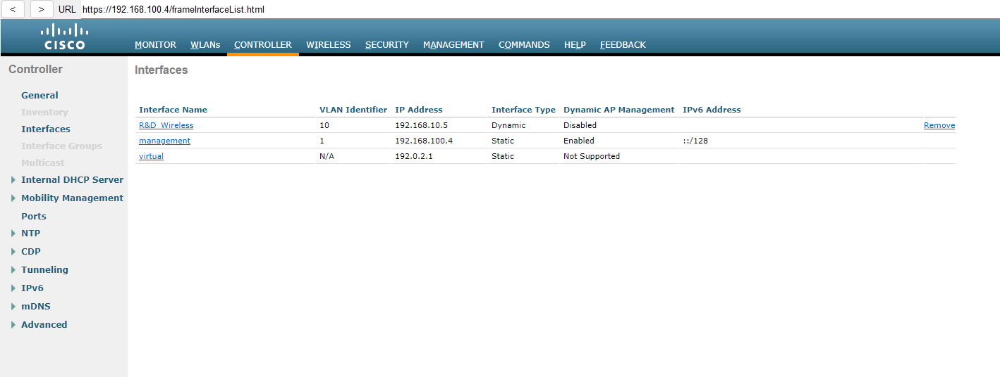 < > URL https://192.168.100.4/frameInterfaceList.html
CISCO
MONITOR WLANs CONTROLLER WIRELESS SECURITY MANAGEMENT COMMANDS HELP FEEDBACK
Controller
General
Inventory
Interfaces
Interface Groups
Multicast
Internal DHCP Server
Mobility Management
Ports
NTP
CDP
Tunneling
IPv6
mDNS
Advanced
Interfaces
Interface Name VLAN Identifier IP Address Interface Type Dynamic AP Management IPv6 Address
R&D_Wireless 10 192.168.10.5 Dynamic Disabled Remove
management 1 192.168.100.4 Static Enabled ::/128
virtual N/A 192.0.2.1 Static Not Supported